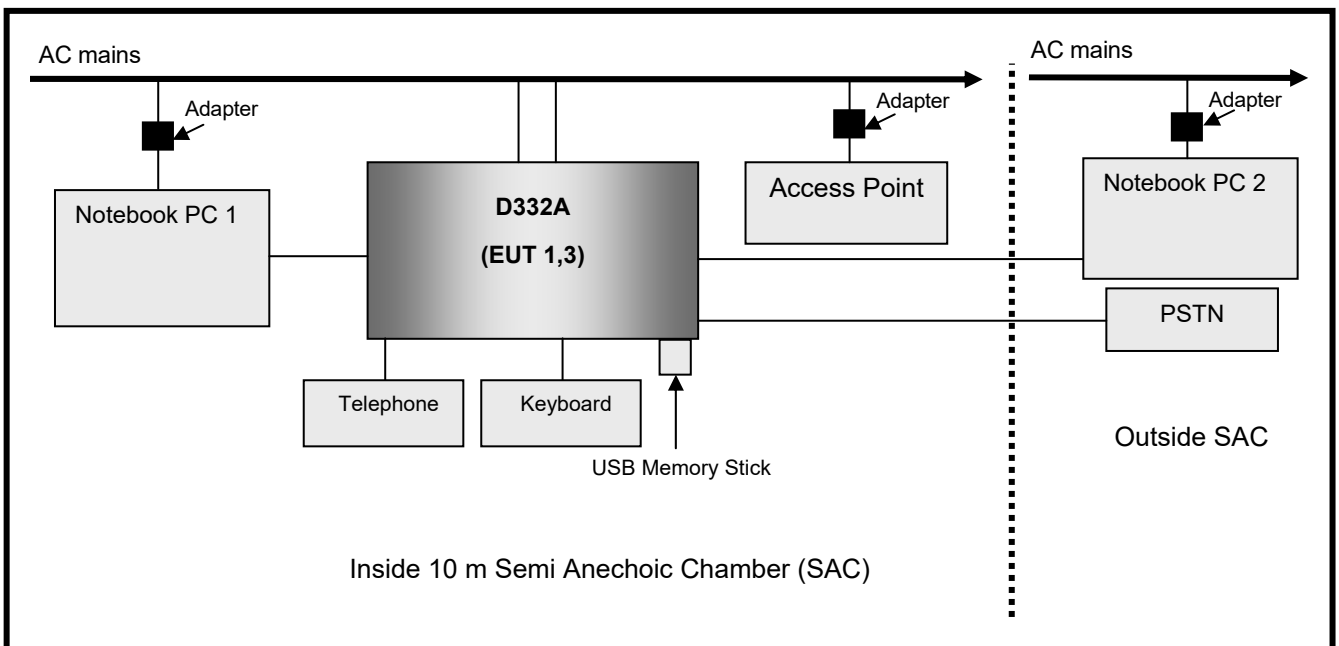 AC mains
AC mains
Adapter
Adapter
Adapter
Notebook PC 1
D332A
(EUT 1,3)
Access Point
Notebook PC 2
PSTN
Telephone
Keyboard
USB Memory Stick
Outside SAC
Inside 10 m Semi Anechoic Chamber (SAC)